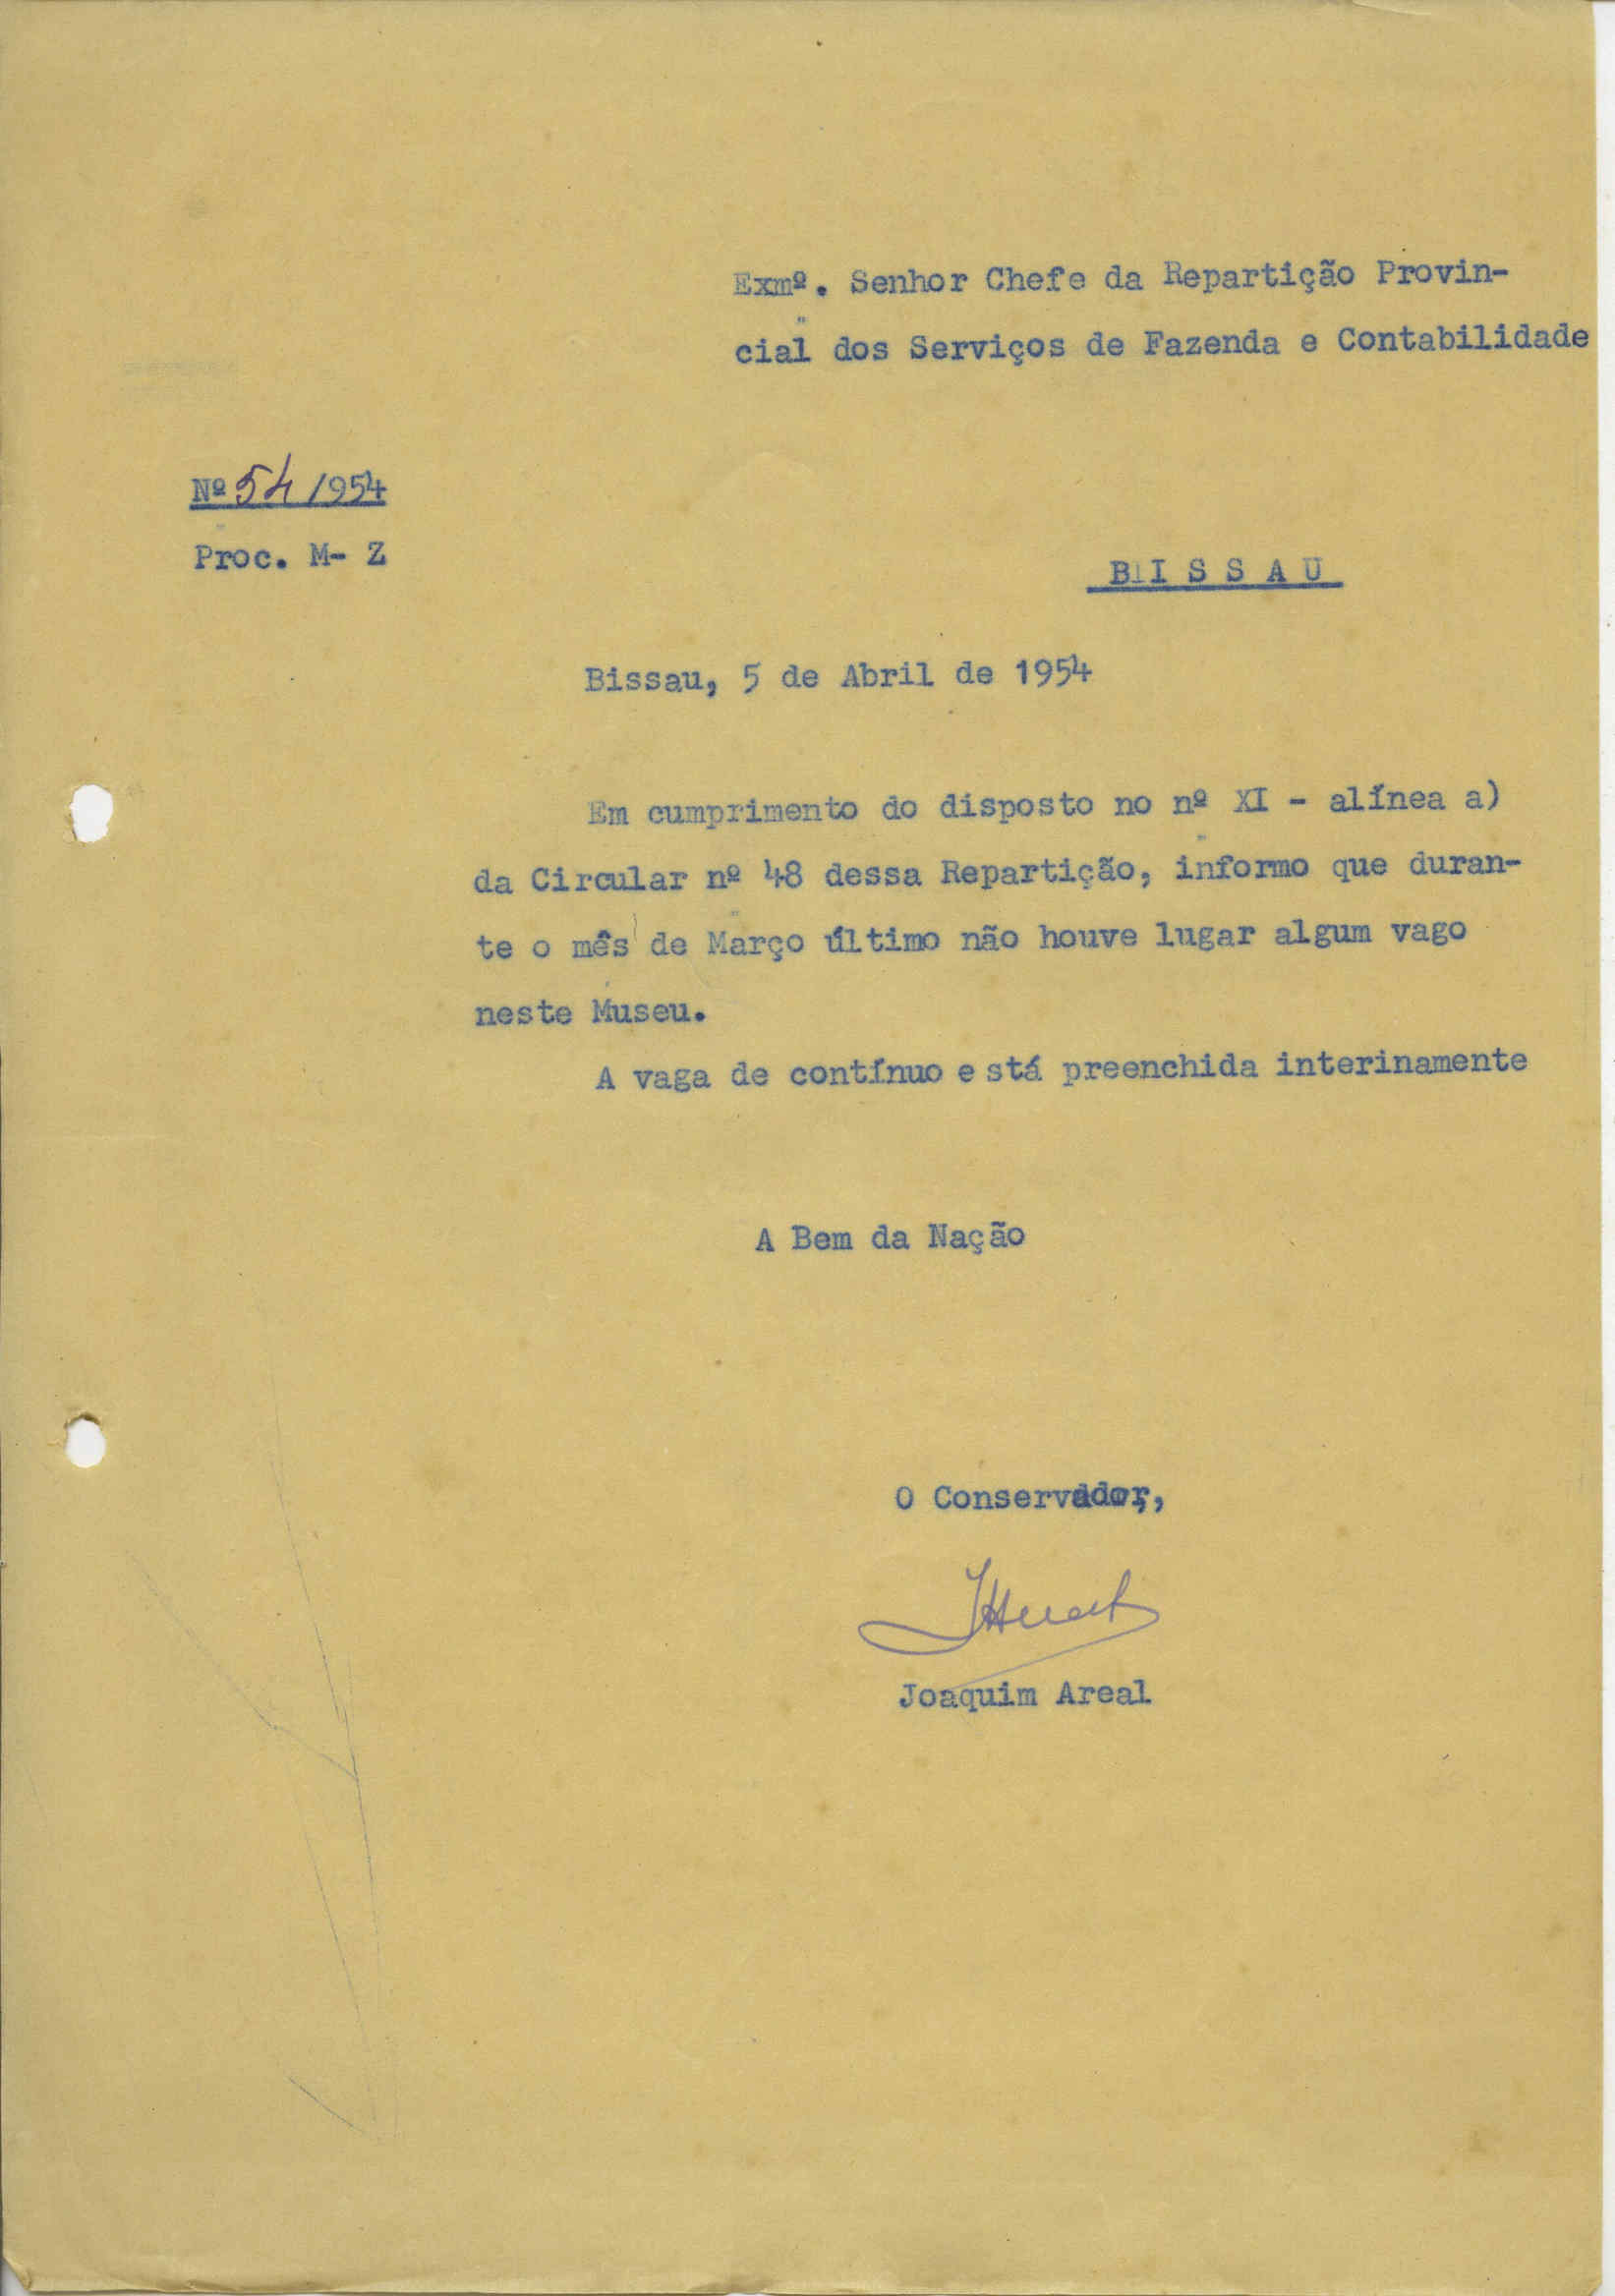 Exmº. Senhor Chefe da Repartição Provin-
cial dos Serviços de Fazenda e Contabilidade
Nº 54 /954
Proc. M- Z
B I S S A U
Bissau, 5 de Abril de 1954
Em cumprimento do disposto no nº XI - alínea a)
da Circular nº 48 dessa Repartição, informo que duran-
te o mês de Março último não houve lugar algum vago
neste Museu.
A vaga de contínuo está preenchida interinamente
A Bem da Nação
O Conservador,
Joaquim Areal